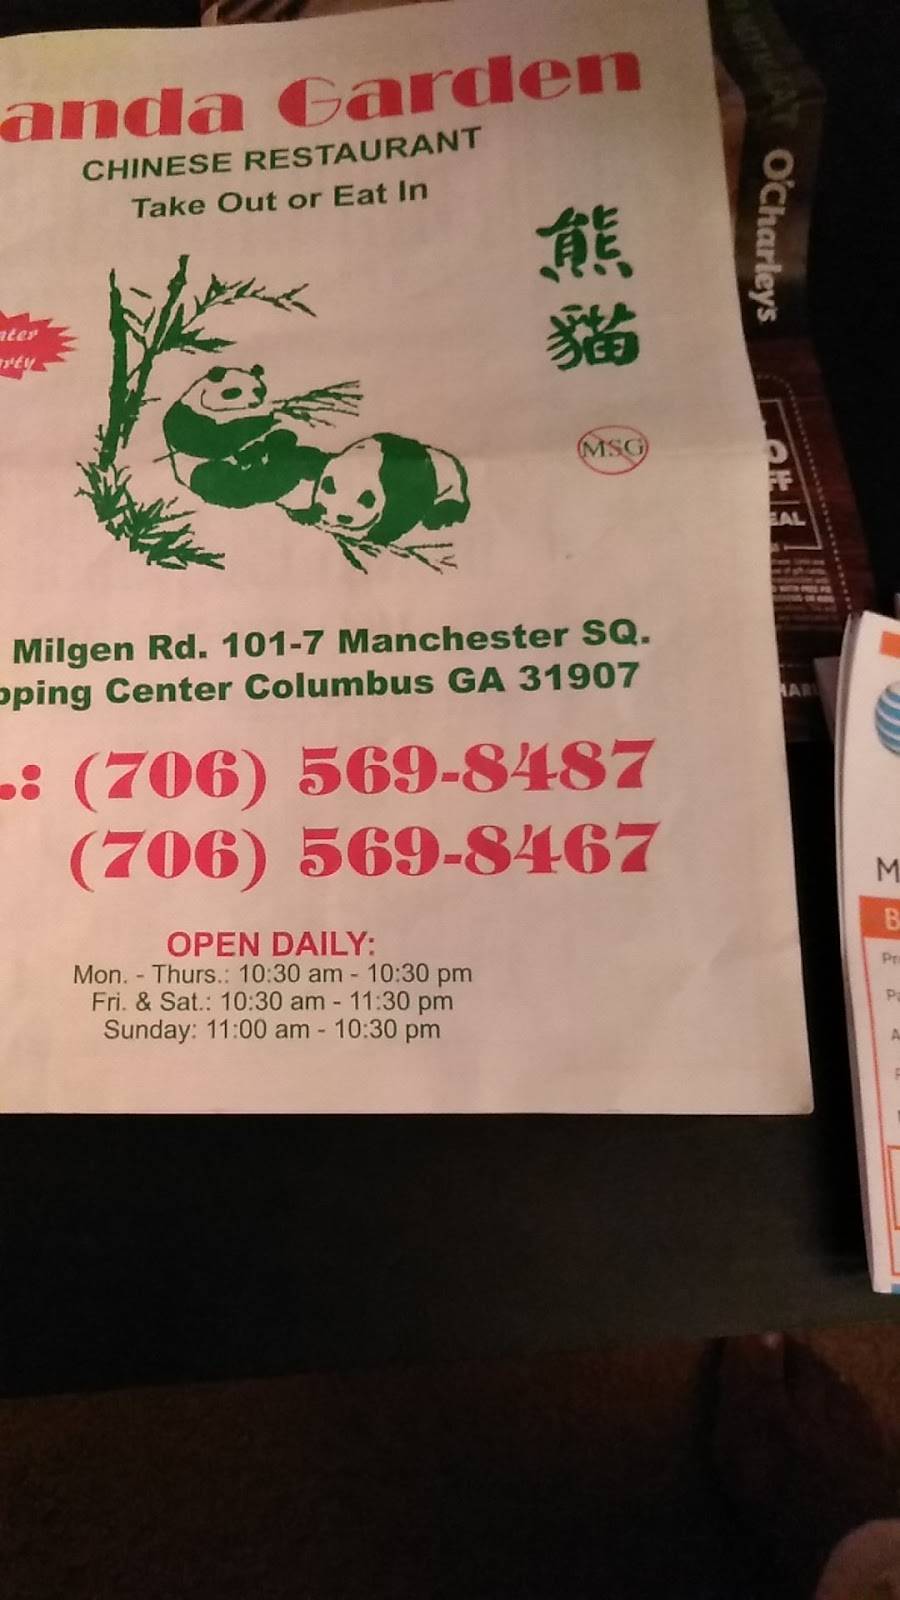 anda Garden
CHINESE RESTAURANT
Take Out or Eat In
熊
貓
MSG
Milgen Rd. 101-7 Manchester SQ.
pping Center Columbus GA 31907
.: (706) 569-8487
(706) 569-8467
OPEN DAILY:
Mon. - Thurs.: 10:30 am - 10:30 pm
Fri. & Sat.: 10:30 am - 11:30 pm
Sunday: 11:00 am - 10:30 pm
O'Charleys